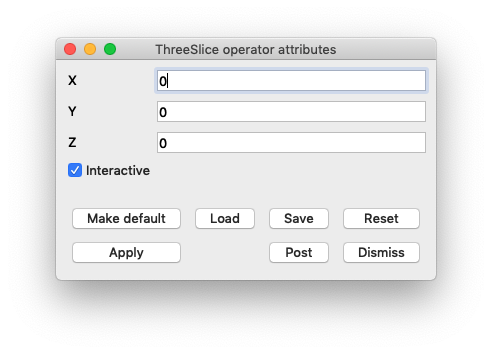 ThreeSlice operator attributes
X 0
Y 0
Z 0
Interactive
Make default Load Save Reset
Apply Post Dismiss